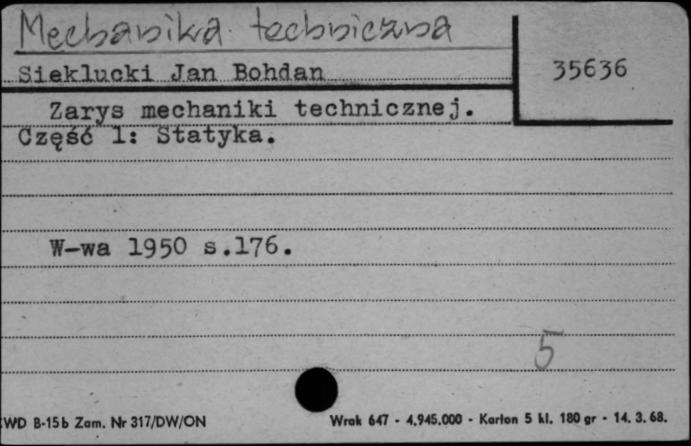 Mechanika techniczna
Sieklucki Jan Bohdan
35636
Zarys mechaniki technicznej.
Część 1: Statyka.
W-wa 1950 s.176.
5
WD B-15b Zam. Nr 317/DW/ON
Wrak 647 - 4.945.000 - Karton 5 kl. 180 gr - 14. 3. 68.